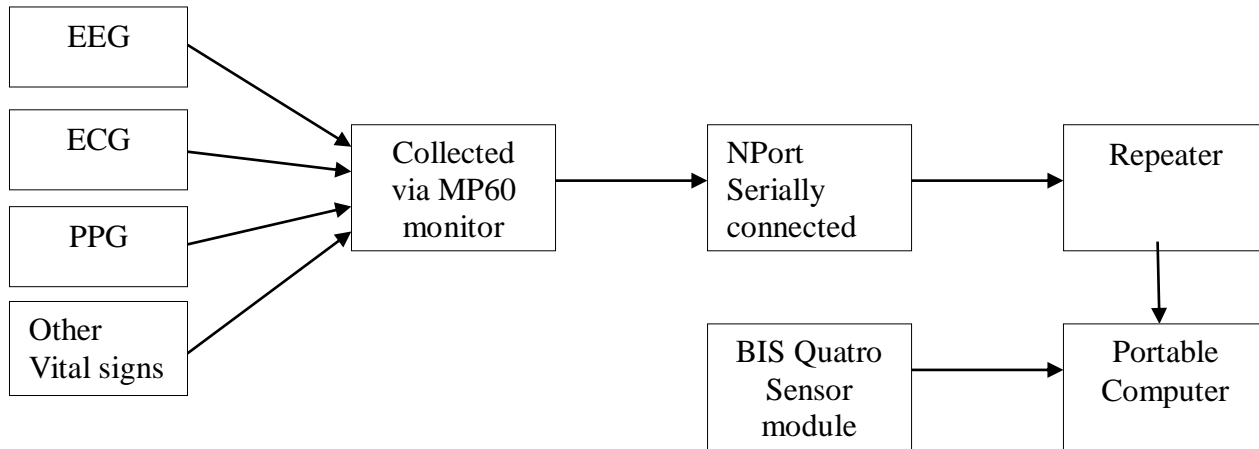 EEG
ECG
PPG
Other
Vital signs
Collected
via MP60
monitor
NPort
Serially
connected
Repeater
BIS Quatro
Sensor
module
Portable
Computer